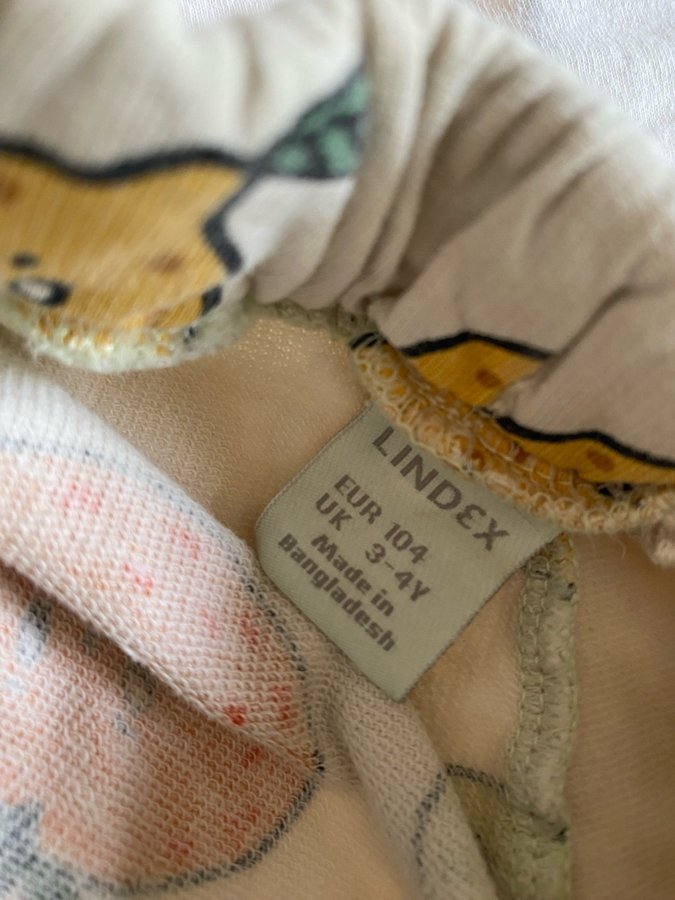 LINDEX
EUR 104
UK 3-4Y
Made in
Bangladesh